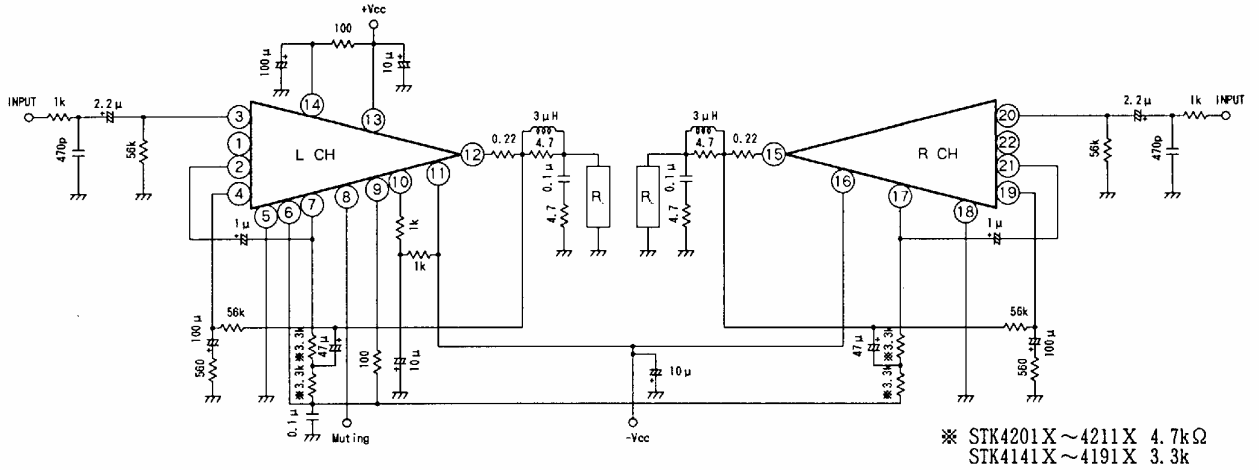 +Vcc
100
100μ
10μ
INPUT
1k
2.2μ
470p
56k
3
1
2
4
14
13
L CH
12
11
10
9
8
7
6
5
0.22
3μH
4.7
0.1μ
4.7
R
1μ
1k
1k
56k
100μ
560
※3.3k
※3.3k
47μ
100
10μ
0.1μ
Muting
-Vcc
10μ
3μH
4.7
0.22
0.1μ
4.7
R
15
16
17
18
R CH
20
22
21
19
1μ
56k
47μ
※3.3k
※3.3k
100μ
560
2.2μ
1k
INPUT
56k
470p
※ STK4201X～4211X 4.7kΩ
STK4141X～4191X 3.3k